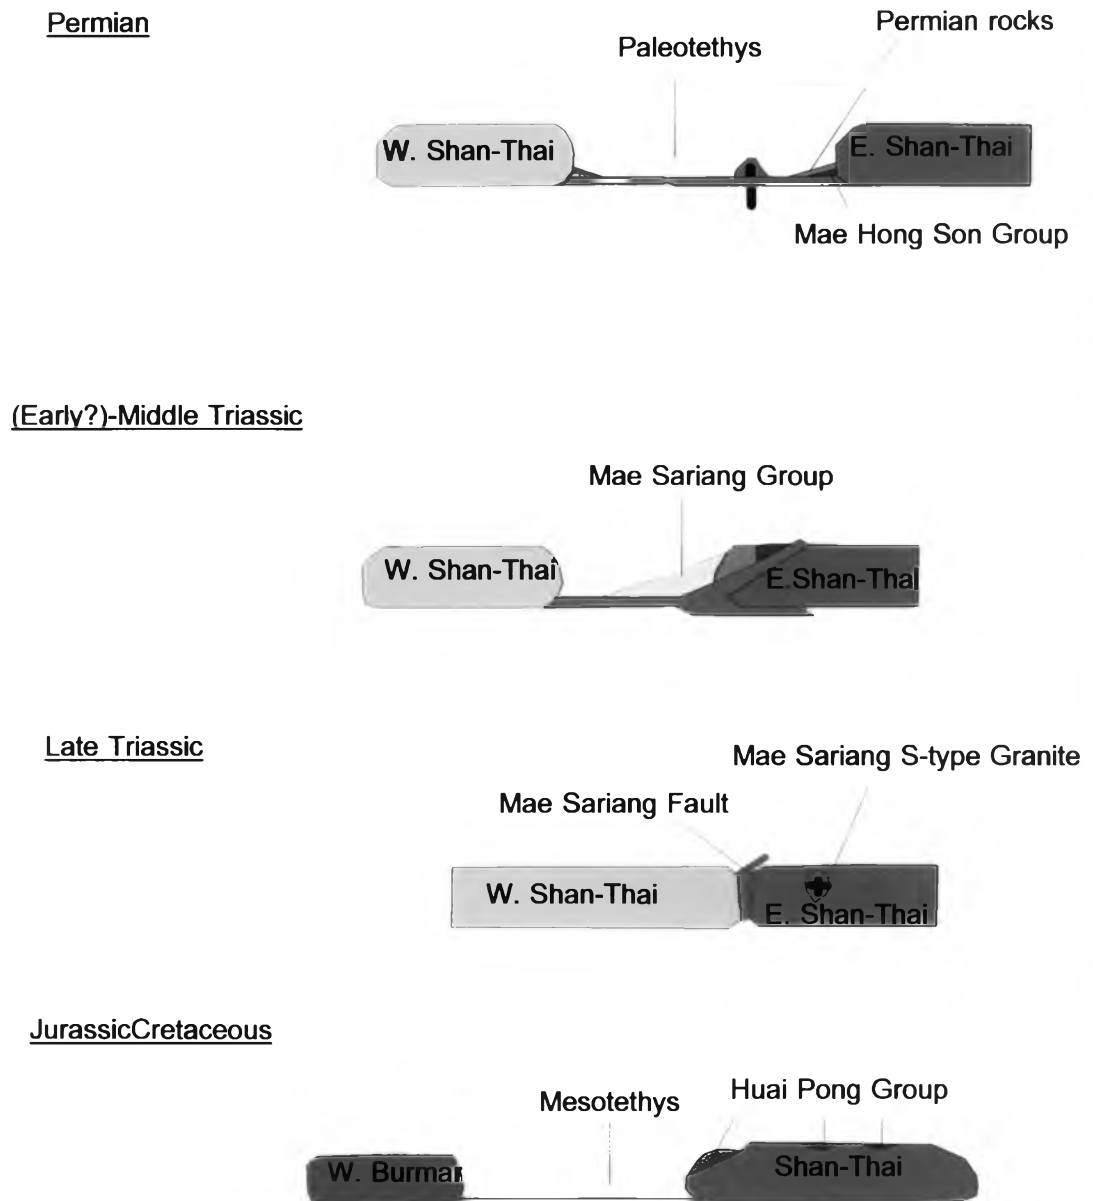 Permian
Permian rocks
Paleotethys
W. Shan-Thai
E. Shan-Thai
Mae Hong Son Group
(Early?)-Middle Triassic
Mae Sariang Group
W. Shan-Thai
E.Shan-Thai
Late Triassic
Mae Sariang S-type Granite
Mae Sariang Fault
W. Shan-Thai
E. Shan-Thai
JurassicCretaceous
Huai Pong Group
Mesotethys
W. Burmar
Shan-Thai